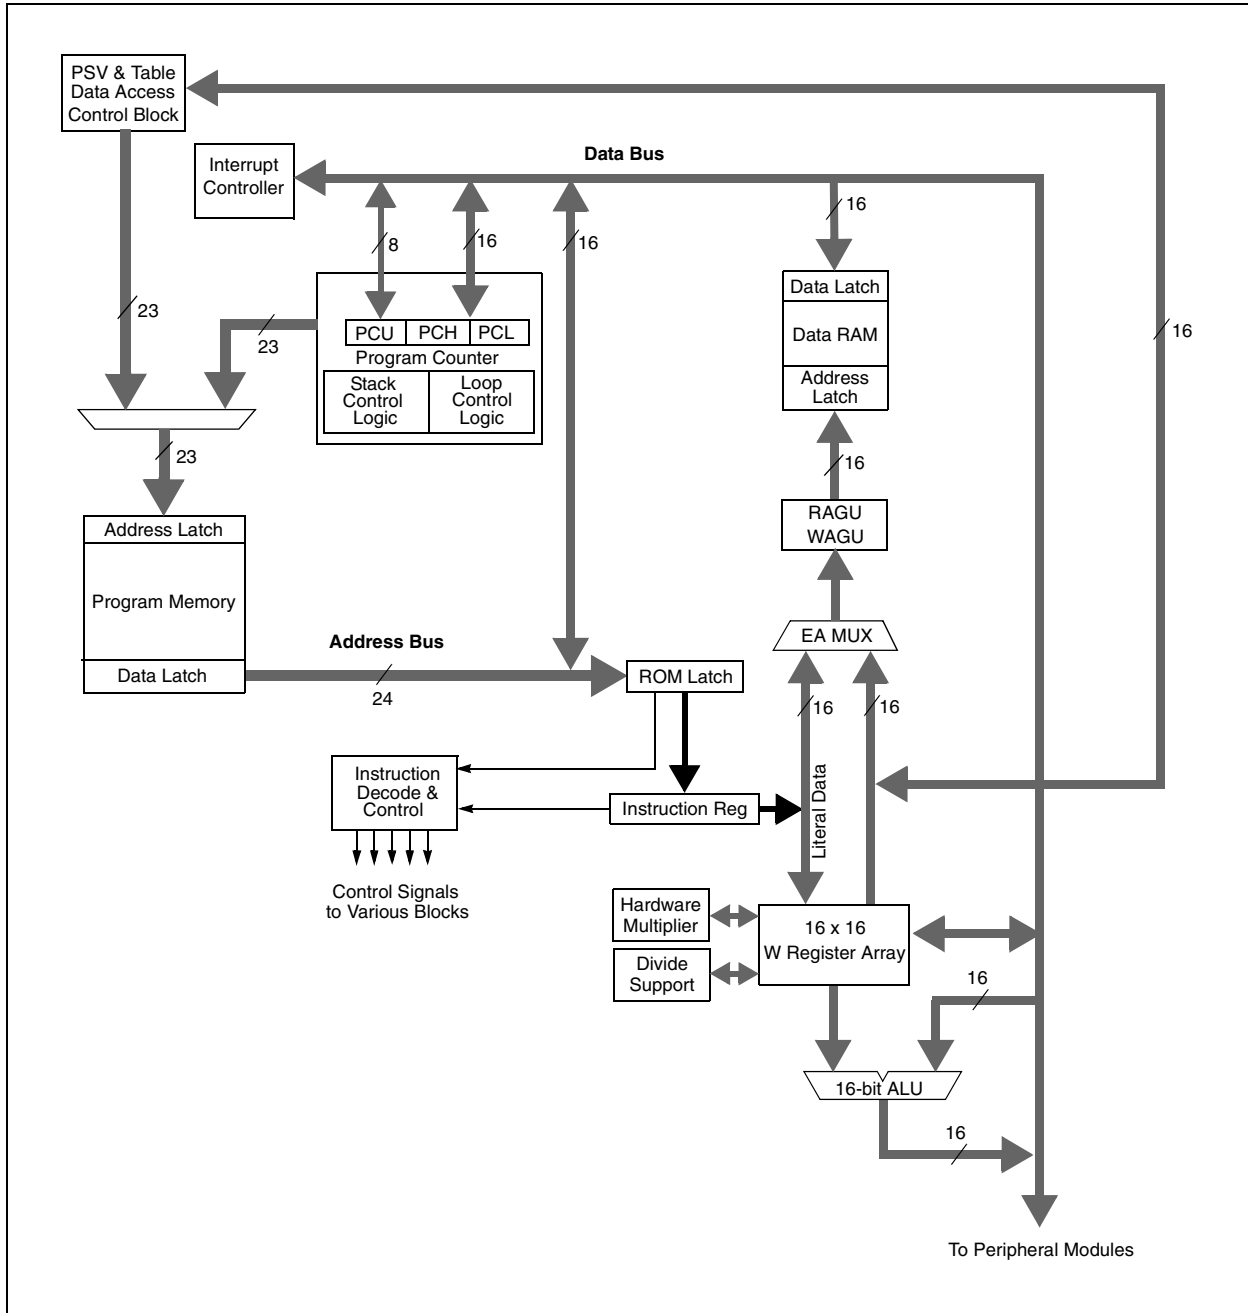 PSV & Table
Data Access
Control Block
Interrupt
Controller
Data Bus
16
8
16
16
23
23
16
Data Latch
Data RAM
Address
Latch
PCU
PCH
PCL
Program Counter
Stack
Control
Logic
Loop
Control
Logic
23
16
Address Latch
Program Memory
Data Latch
RAGU
WAGU
EA MUX
Address Bus
24
ROM Latch
16
16
Instruction
Decode &
Control
Instruction Reg
Literal Data
Control Signals
to Various Blocks
Hardware
Multiplier
16 x 16
W Register Array
Divide
Support
16
16-bit ALU
16
To Peripheral Modules